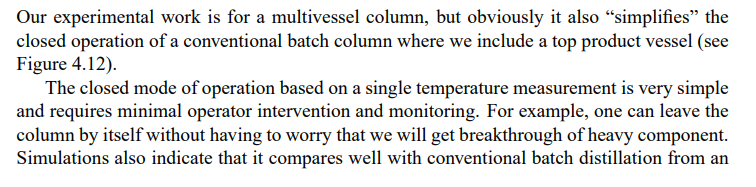 Our experimental work is for a multivessel column, but obviously it also “simplifies” the
closed operation of a conventional batch column where we include a top product vessel (see
Figure 4.12).
The closed mode of operation based on a single temperature measurement is very simple
and requires minimal operator intervention and monitoring. For example, one can leave the
column by itself without having to worry that we will get breakthrough of heavy component.
Simulations also indicate that it compares well with conventional batch distillation from an